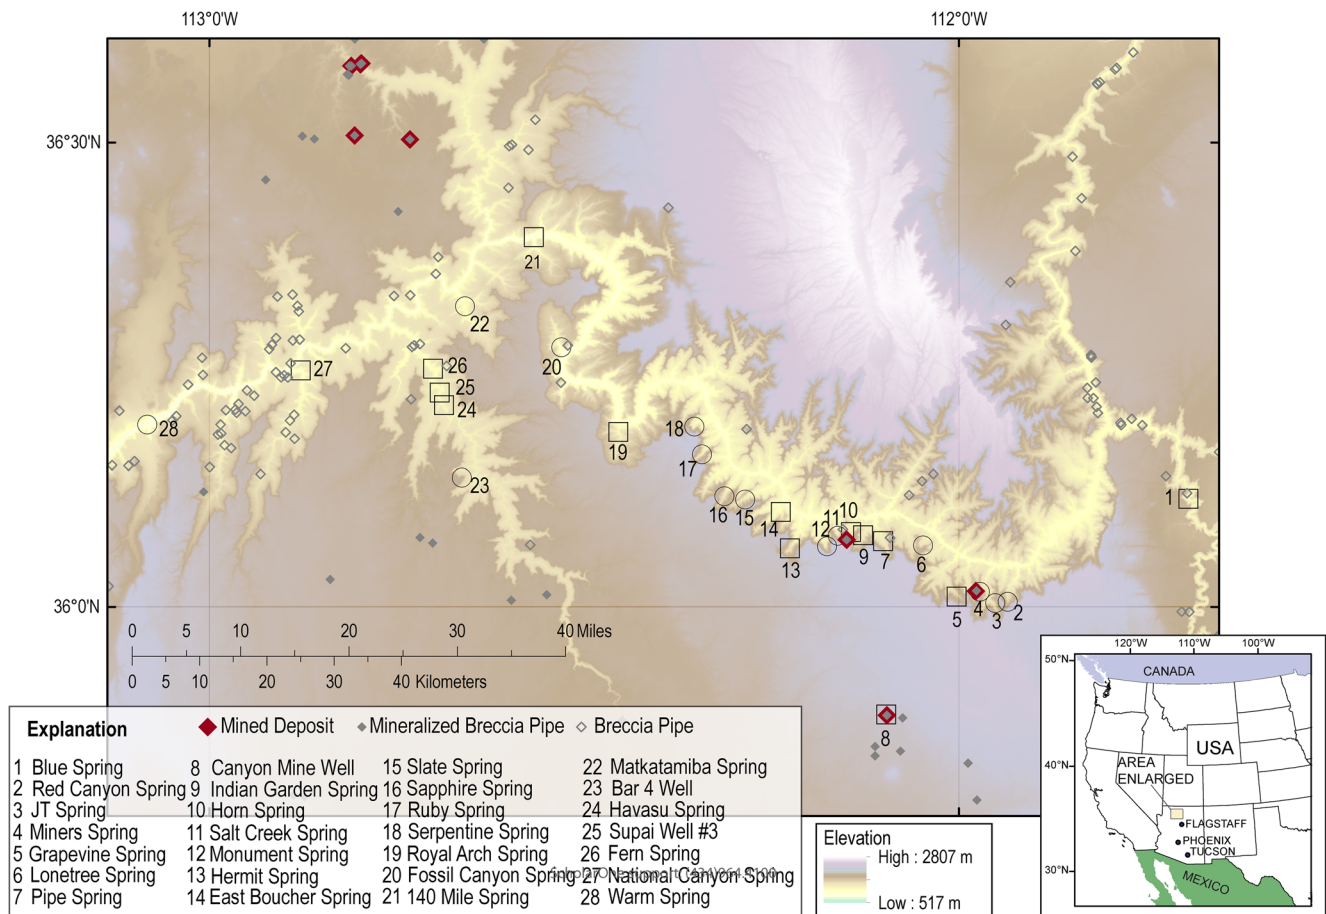 113°0'W 112°0'W
36°30'N
21
22
20
26
27
25
24
28
18
19
17
23
1
16 15
14 11 10
12
9 7
13 6
36°0'N
5 4
3 2
0 5 10 20 30 40 Miles
0 5 10 20 30 40 Kilometers
8
Explanation
Mined Deposit Mineralized Breccia Pipe Breccia Pipe
1 Blue Spring 8 Canyon Mine Well 15 Slate Spring 22 Matkatamiba Spring
2 Red Canyon Spring 9 Indian Garden Spring 16 Sapphire Spring 23 Bar 4 Well
3 JT Spring 10 Horn Spring 17 Ruby Spring 24 Havasu Spring
4 Miners Spring 11 Salt Creek Spring 18 Serpentine Spring 25 Supai Well #3
5 Grapevine Spring 12 Monument Spring 19 Royal Arch Spring 26 Fern Spring
6 Lonetree Spring 13 Hermit Spring 20 Fossil Canyon Spring 27 National Canyon Spring
7 Pipe Spring 14 East Boucher Spring 21 140 Mile Spring 28 Warm Spring
ScholarOne support: (434)964-4100
Elevation
High : 2807 m
Low : 517 m
120°W 110°W 100°W
50°N
CANADA
USA
40°N
AREA
ENLARGED
FLAGSTAFF
PHOENIX
TUCSON
30°N
MEXICO